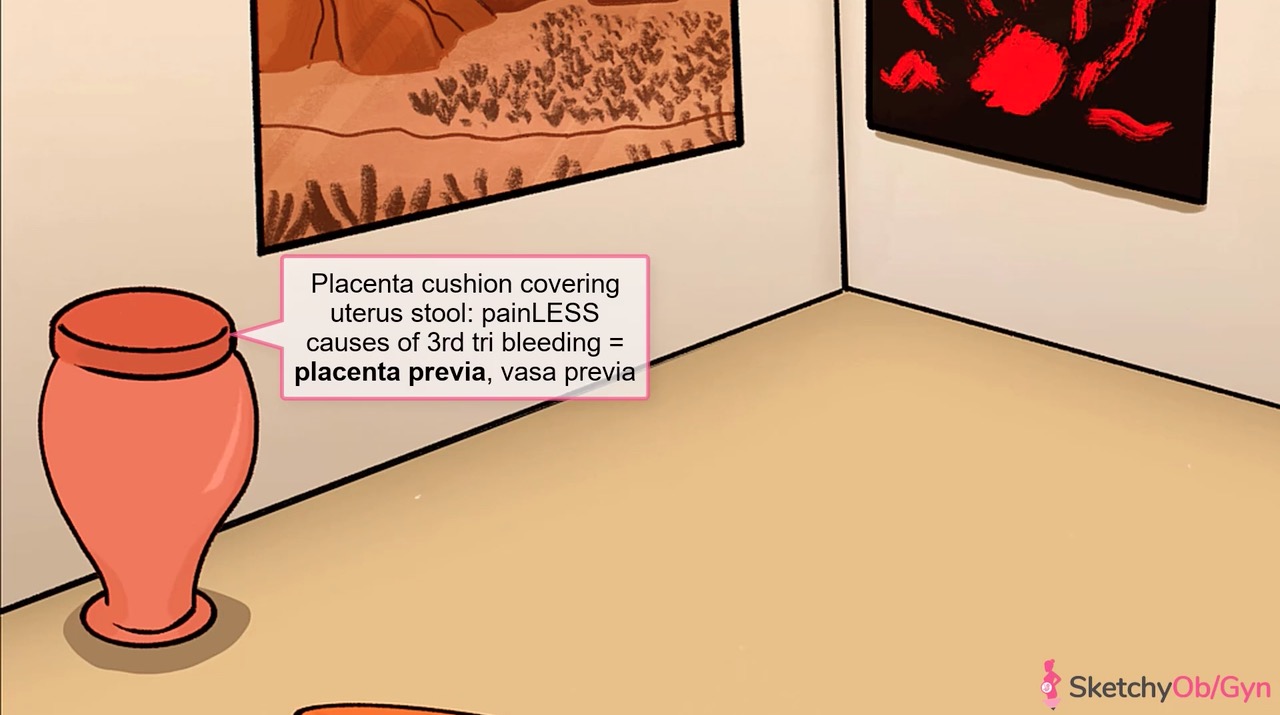 Placenta cushion covering
uterus stool: painLESS
causes of 3rd tri bleeding =
placenta previa, vasa previa
SketchyOb/Gyn